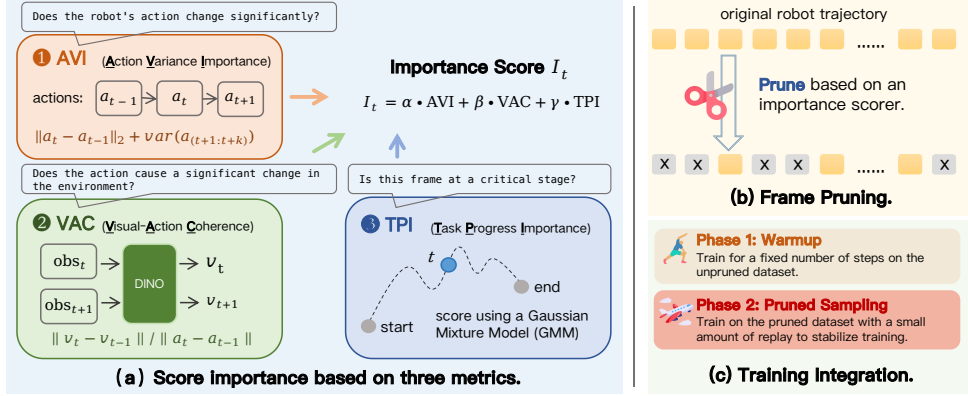 Does the robot's action change significantly?
❶ AVI (Action Variance Importance)
actions: a_{t−1} a_t a_{t+1}
‖a_t − a_{t−1}‖_2 + var(a_{(t+1:t+k)})
Importance Score I_t
I_t = α • AVI + β • VAC + γ • TPI
Does the action cause a significant change in
the environment?
❷ VAC (Visual-Action Coherence)
obs_t
DINO
v_t
obs_{t+1}
v_{t+1}
‖ v_t − v_{t−1} ‖ / ‖ a_t − a_{t−1} ‖
Is this frame at a critical stage?
❸ TPI (Task Progress Importance)
t
end
start
score using a Gaussian
Mixture Model (GMM)
(a) Score importance based on three metrics.
original robot trajectory
......
Prune based on an
importance scorer.
X X X X ...... X
(b) Frame Pruning.
Phase 1: Warmup
Train for a fixed number of steps on the
unpruned dataset.
Phase 2: Pruned Sampling
Train on the pruned dataset with a small
amount of replay to stabilize training.
(c) Training Integration.